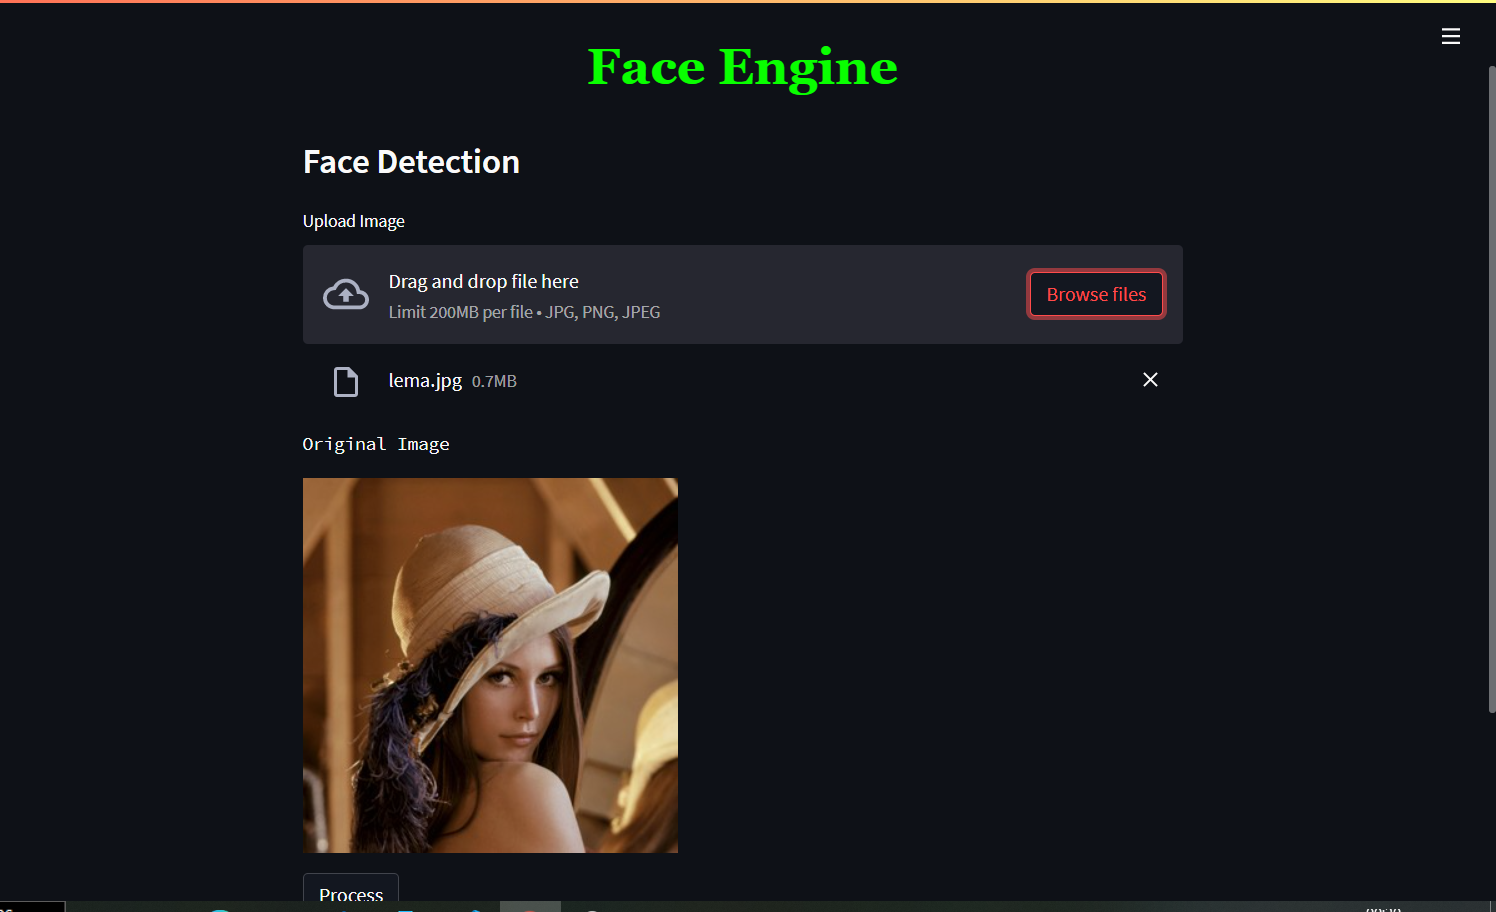 Face Engine
Face Detection
Upload Image
Drag and drop file here
Limit 200MB per file • JPG, PNG, JPEG
Browse files
lema.jpg 0.7MB
Original Image
Process